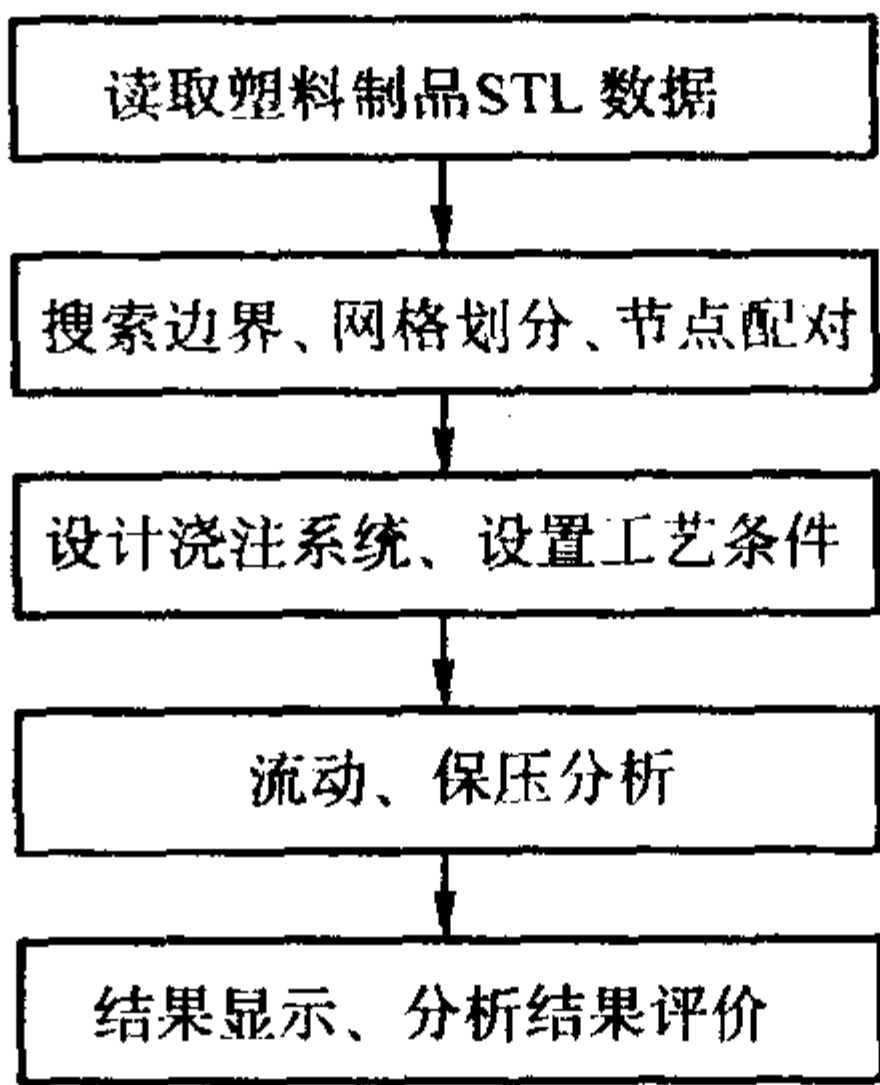 读取塑料制品STL 数据
搜索边界、网格划分、节点配对
设计浇注系统、设置工艺条件
流动、保压分析
结果显示、分析结果评价